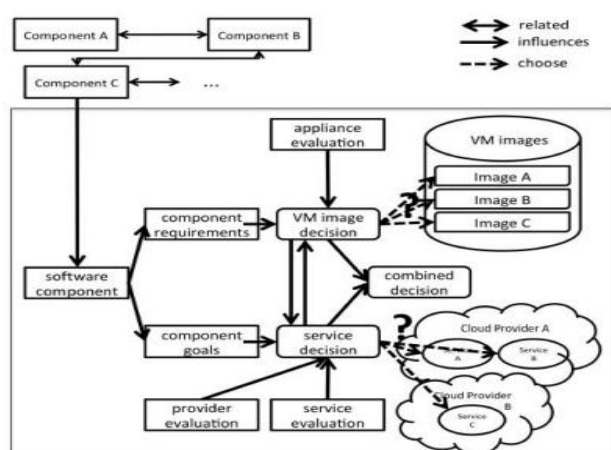 Component A
Component B
related
influences
choose
Component C
...
appliance
evaluation
VM images
Image A
Image B
Image C
?
component
requirements
VM image
decision
software
component
combined
decision
component
goals
service
decision
?
Cloud Provider A
Service
A
Service
B
Cloud Provider
B
Service
C
provider
evaluation
service
evaluation